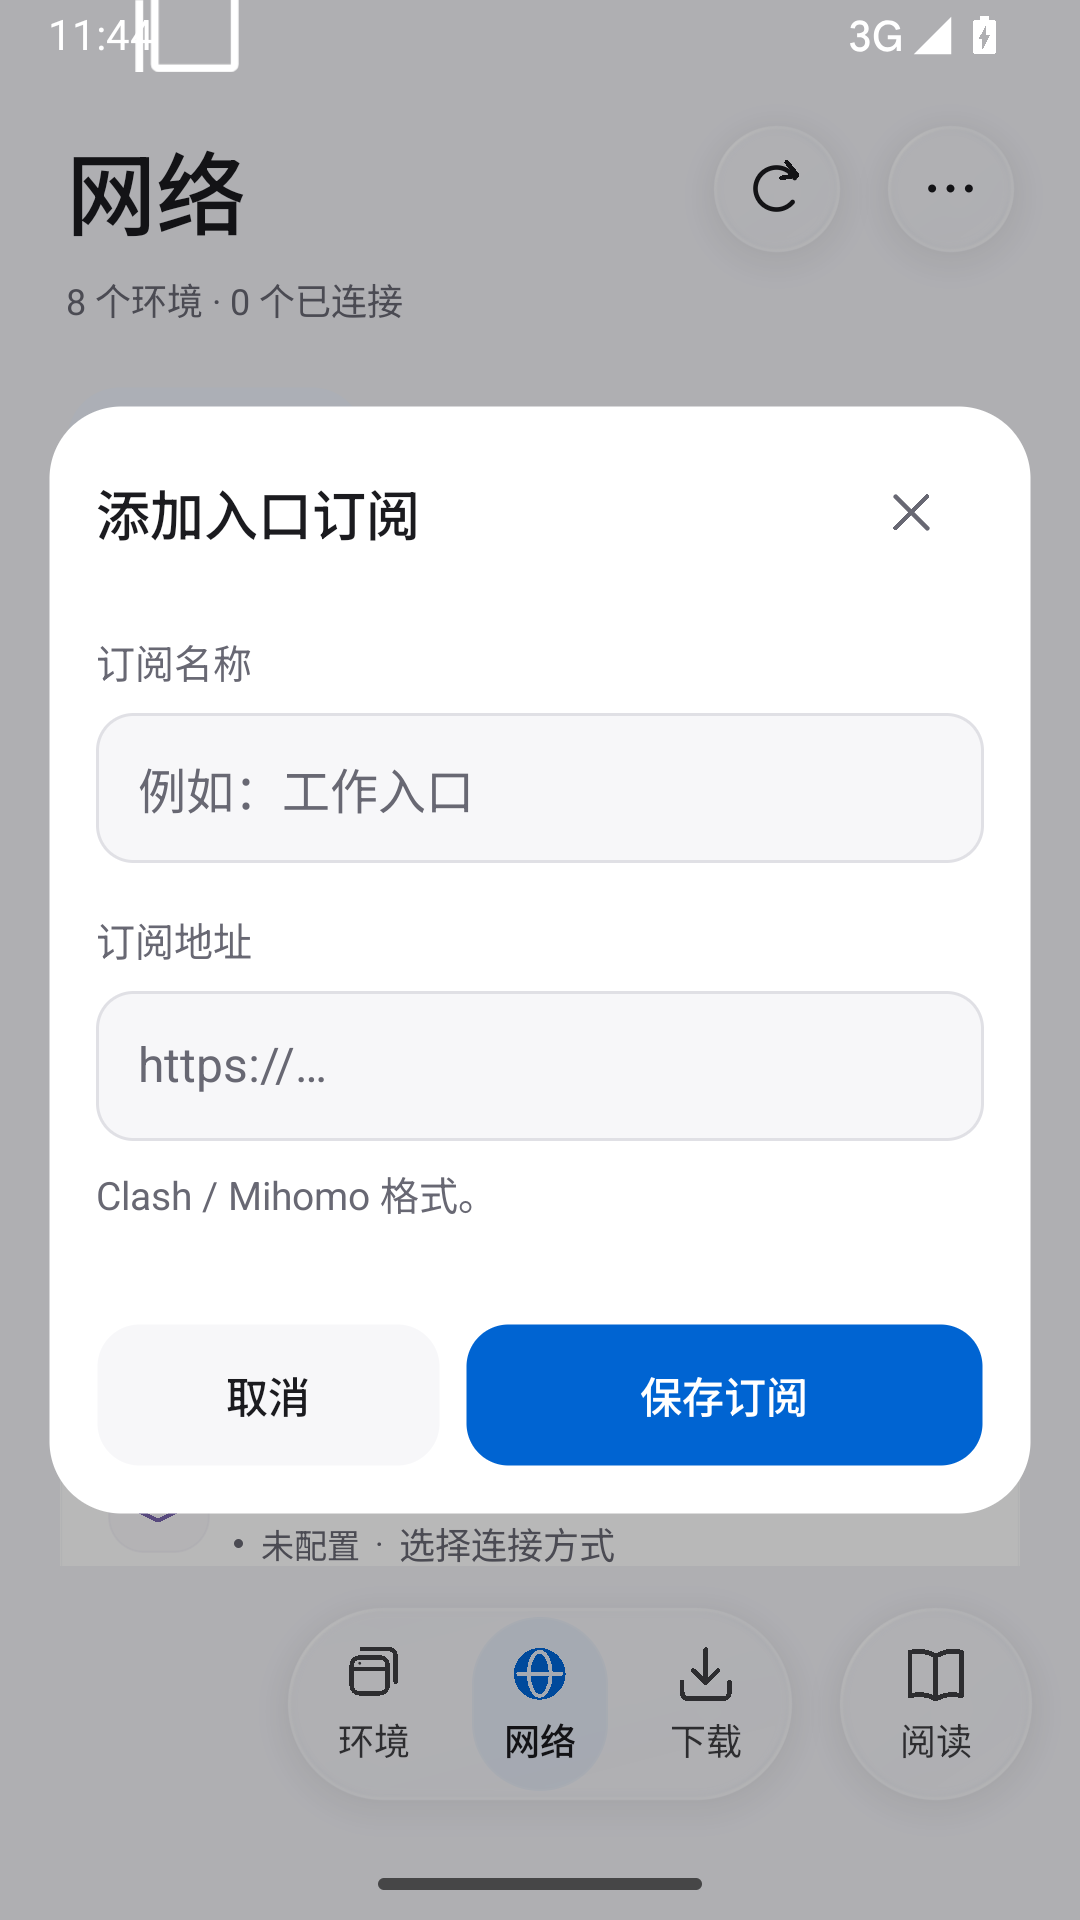 11:44
3G
网络
8 个环境 · 0 个已连接
添加入口订阅
订阅名称
例如：工作入口
订阅地址
https://...
Clash / Mihomo 格式。
取消
保存订阅
• 未配置 · 选择连接方式
环境
网络
下载
阅读